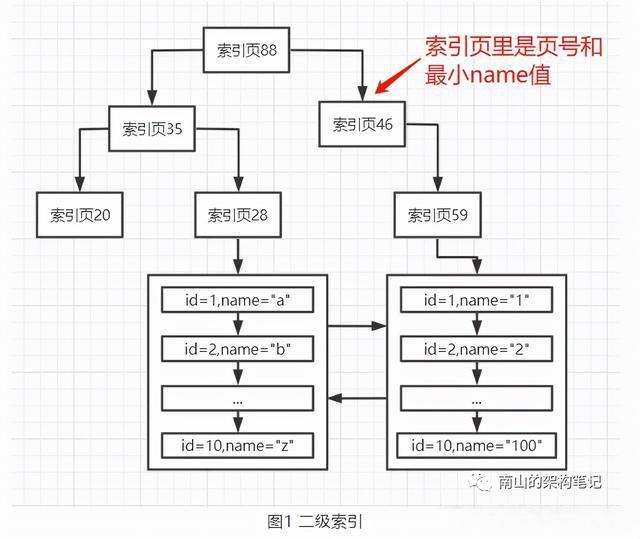 索引页88
索引页里是页号和
最小name值
索引页35
索引页46
索引页20
索引页28
索引页59
id=1,name="a"
id=2,name="b"
...
id=10,name="z"
id=1,name="1"
id=2,name="2"
...
id=10,name="100"
南山的架构笔记
图1 二级索引